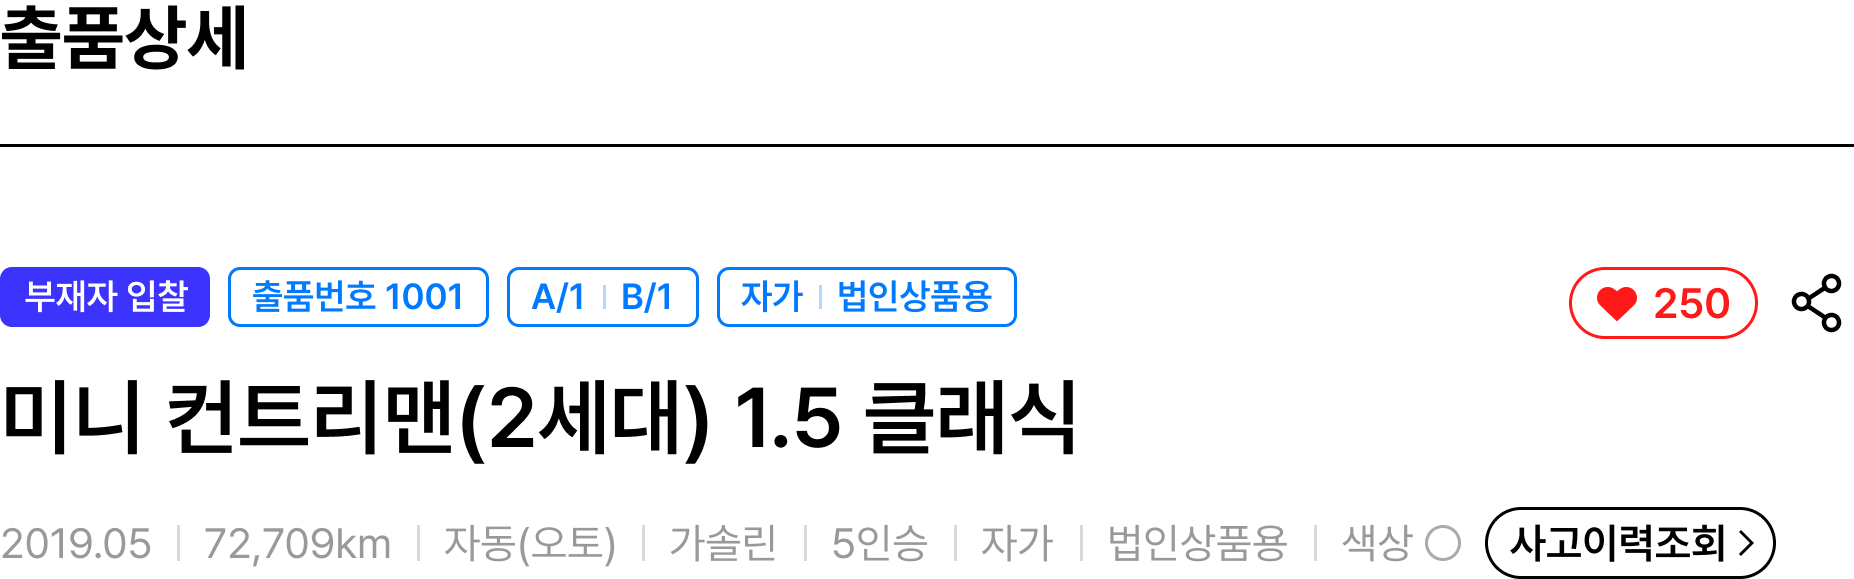 출품상세
부재자 입찰 출품번호 1001 A/1 | B/1 자가 | 법인상품용 250
미니 컨트리맨(2세대) 1.5 클래식
2019.05 | 72,709km | 자동(오토) | 가솔린 | 5인승 | 자가 | 법인상품용 | 색상 사고이력조회 >